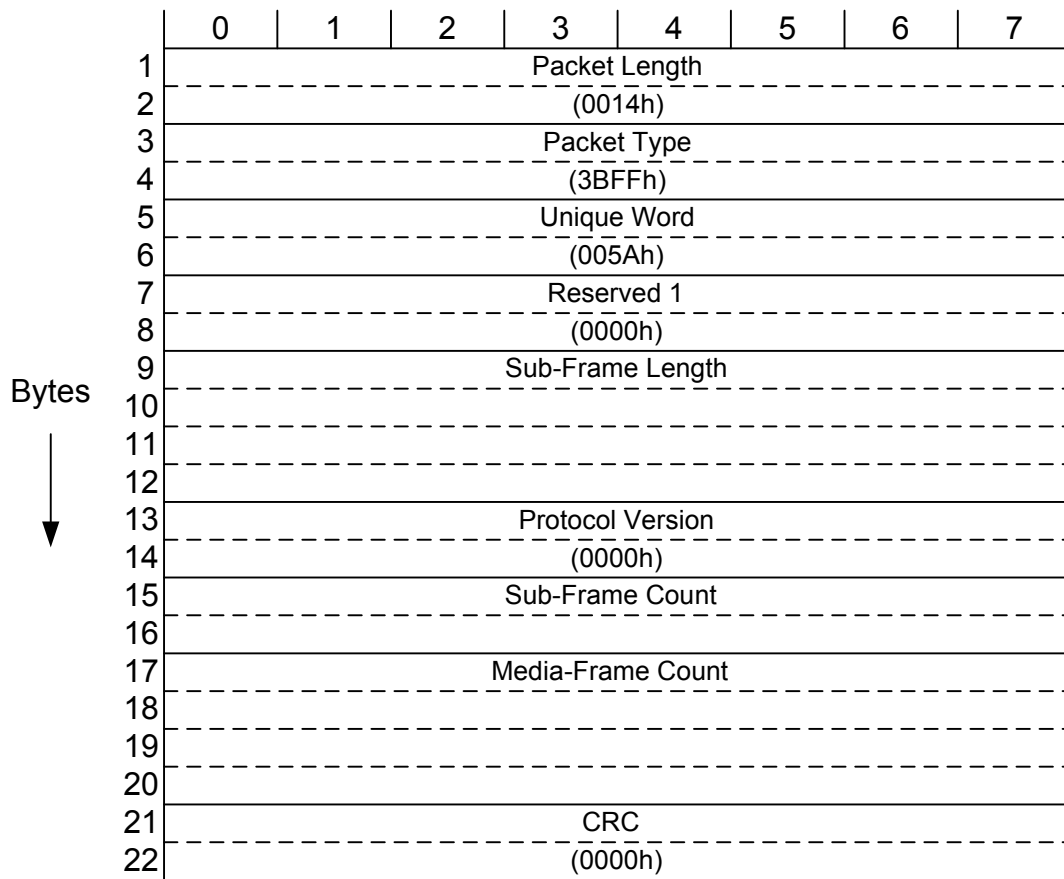 0 1 2 3 4 5 6 7
1 Packet Length
2 (0014h)
3 Packet Type
4 (3BFFh)
5 Unique Word
6 (005Ah)
7 Reserved 1
8 (0000h)
9 Sub-Frame Length
Bytes
10
11
12
13 Protocol Version
14 (0000h)
15 Sub-Frame Count
16
17 Media-Frame Count
18
19
20
21 CRC
22 (0000h)